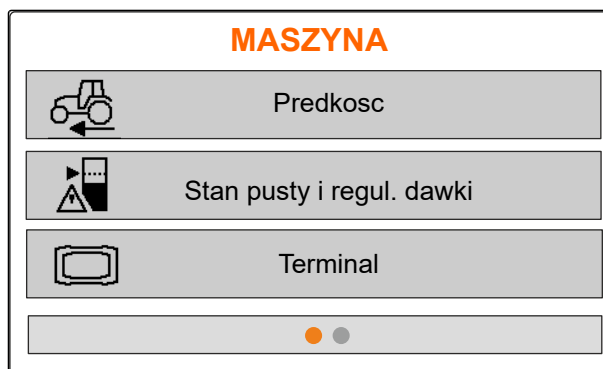 MASZYNA
Predkosc
Stan pusty i regul. dawki
Terminal